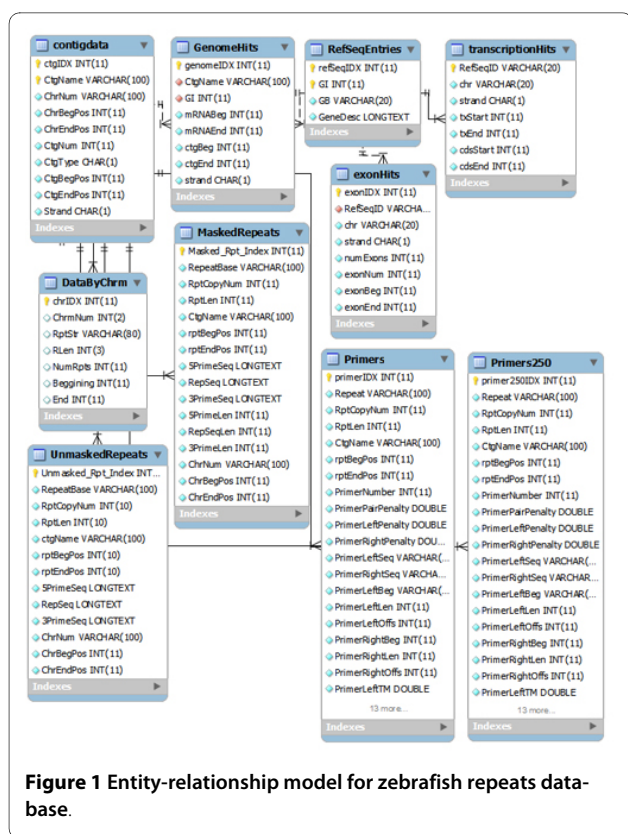 contigdata
ctgIDX INT(11)
CtgName VARCHAR(100)
ChrNum VARCHAR(100)
ChrBegPos INT(11)
ChrEndPos INT(11)
CtgNum INT(11)
CtgType CHAR(1)
CtgBegPos INT(11)
CtgEndPos INT(11)
Strand CHAR(1)
Indexes
GenomeHits
genomeIDX INT(11)
CtgName VARCHAR(100)
GI INT(11)
mRNABeg INT(11)
mRNAEnd INT(11)
ctgBeg INT(11)
ctgEnd INT(11)
strand CHAR(1)
Indexes
RefSeqEntries
refSeqIDX INT(11)
GI INT(11)
GB VARCHAR(20)
GeneDesc LONGTEXT
Indexes
transcriptionHits
RefSeqID VARCHAR(20)
chr VARCHAR(20)
strand CHAR(1)
txStart INT(11)
txEnd INT(11)
cdsStart INT(11)
cdsEnd INT(11)
Indexes
exonHits
exonIDX INT(11)
RefSeqID VARCHA...
chr VARCHAR(20)
strand CHAR(1)
numExons INT(11)
exonNum INT(11)
exonBeg INT(11)
exonEnd INT(11)
Indexes
DataByChrm
chrIDX INT(11)
ChrmNum INT(2)
RptStr VARCHAR(80)
RLen INT(3)
NumRpts INT(11)
Beggining INT(11)
End INT(11)
Indexes
MaskedRepeats
Masked_Rpt_Index INT(11)
RepeatBase VARCHAR(100)
RptCopyNum INT(11)
RptLen INT(11)
CtgName VARCHAR(100)
rptBegPos INT(11)
rptEndPos INT(11)
5PrimeSeq LONGTEXT
RepSeq LONGTEXT
3PrimeSeq LONGTEXT
5PrimeLen INT(11)
RepSeqLen INT(11)
3PrimeLen INT(11)
ChrNum VARCHAR(100)
ChrBegPos INT(11)
ChrEndPos INT(11)
UnmaskedRepeats
Unmasked_Rpt_Index INT...
RepeatBase VARCHAR(100)
RptCopyNum INT(10)
RptLen INT(10)
ctgName VARCHAR(100)
rptBegPos INT(10)
rptEndPos INT(10)
5PrimeSeq LONGTEXT
RepSeq LONGTEXT
3PrimeSeq LONGTEXT
ChrNum VARCHAR(100)
ChrBegPos INT(11)
ChrEndPos INT(11)
Indexes
Primers
primerIDX INT(11)
Repeat VARCHAR(100)
RptCopyNum INT(11)
RptLen INT(11)
CtgName VARCHAR(100)
rptBegPos INT(11)
rptEndPos INT(11)
PrimerNumber INT(11)
PrimerPairPenalty DOUBLE
PrimerLeftPenalty DOUBLE
PrimerRightPenalty DOU...
PrimerLeftSeq VARCHAR(...
PrimerRightSeq VARCHA...
PrimerLeftBeg VARCHAR(...
PrimerLeftLen INT(11)
PrimerLeftOffs INT(11)
PrimerRightBeg INT(11)
PrimerRightLen INT(11)
PrimerRightOffs INT(11)
PrimerLeftTM DOUBLE
13 more...
Indexes
Primers250
primer250IDX INT(11)
Repeat VARCHAR(100)
RptCopyNum INT(11)
RptLen INT(11)
CtgName VARCHAR(100)
rptBegPos INT(11)
rptEndPos INT(11)
PrimerNumber INT(11)
PrimerPairPenalty DOUBLE
PrimerLeftPenalty DOUBLE
PrimerRightPenalty DOUBLE
PrimerLeftSeq VARCHAR(...
PrimerRightSeq VARCHAR...
PrimerLeftBeg VARCHAR(...
PrimerLeftLen INT(11)
PrimerLeftOffs INT(11)
PrimerRightBeg INT(11)
PrimerRightLen INT(11)
PrimerRightOffs INT(11)
PrimerLeftTM DOUBLE
13 more...
Indexes
Figure 1 Entity-relationship model for zebrafish repeats data-
base.